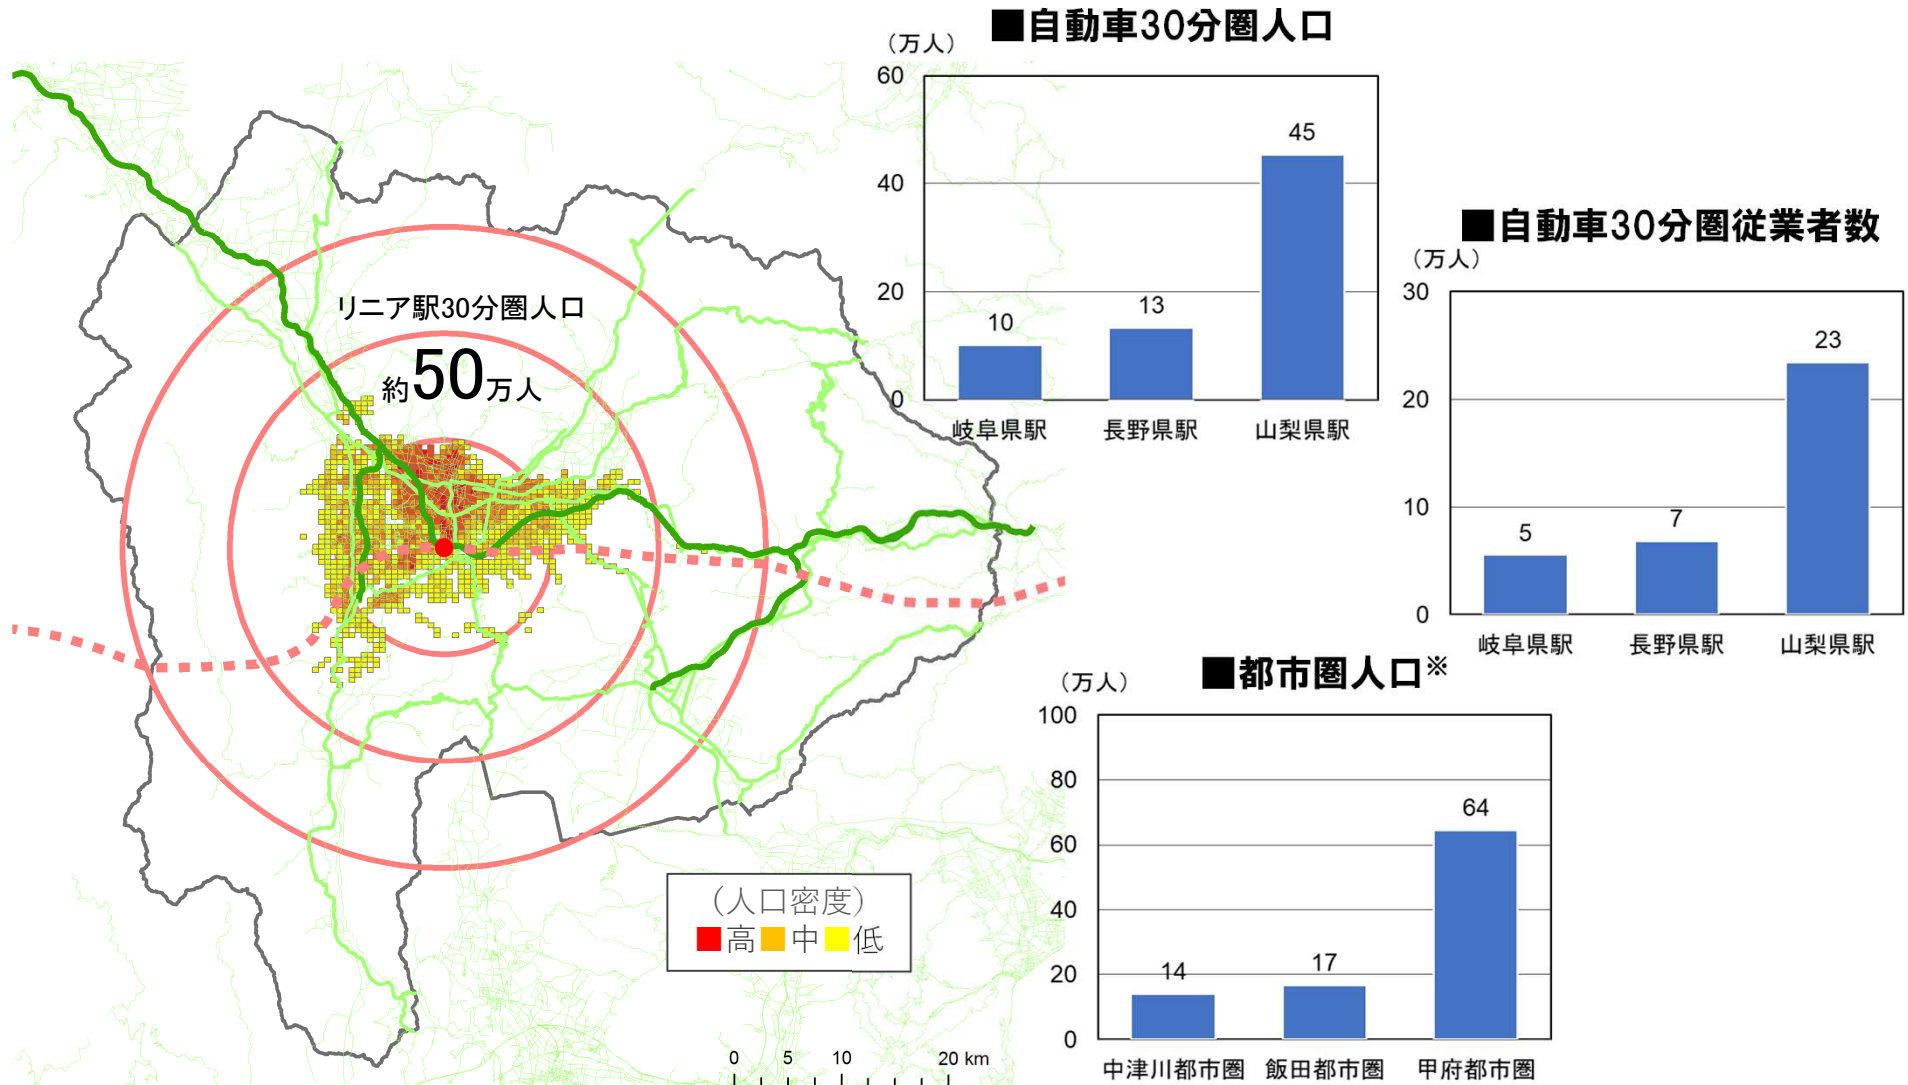 リニア駅30分圏人口
約50万人
(人口密度)
■高■中■低
0 5 10 20 km
■自動車30分圏人口
(万人)
60
40
20
0
10
13
45
岐阜県駅 長野県駅 山梨県駅
■自動車30分圏従業者数
(万人)
30
20
10
0
5
7
23
岐阜県駅 長野県駅 山梨県駅
■都市圏人口※
(万人)
100
80
60
40
20
0
14
17
64
中津川都市圏 飯田都市圏 甲府都市圏